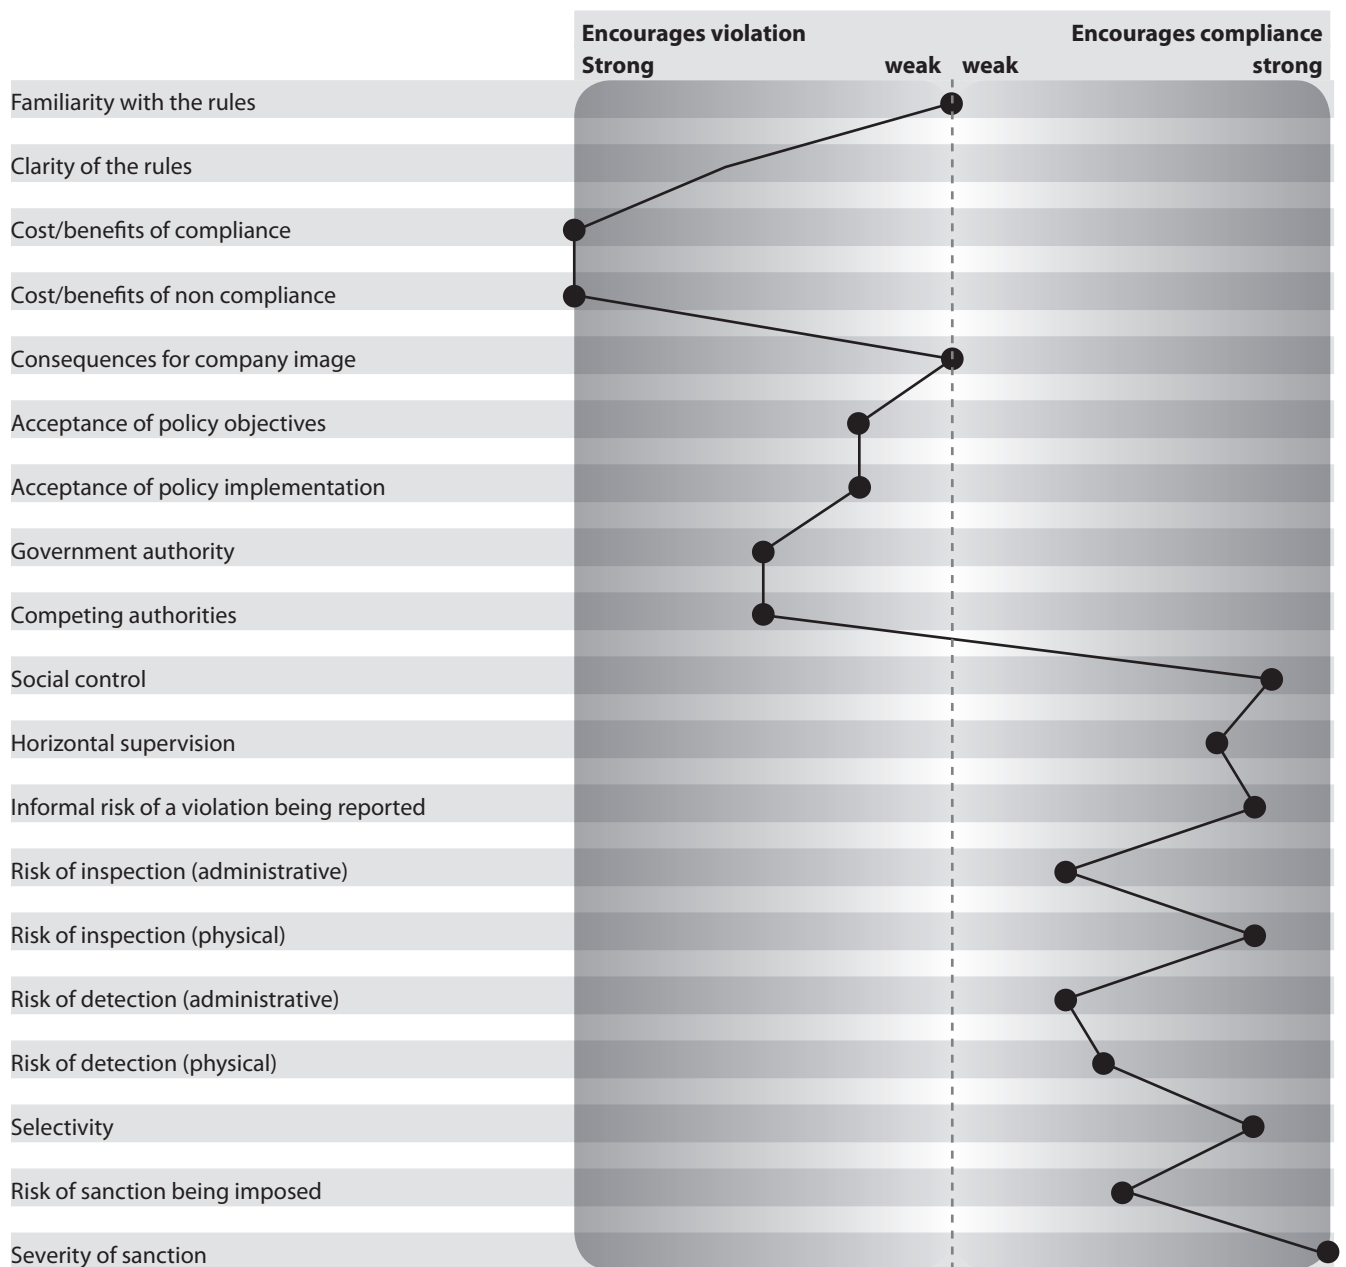 Encourages violation Encourages compliance
Strong weak weak strong
Familiarity with the rules
Clarity of the rules
Cost/benefits of compliance
Cost/benefits of non compliance
Consequences for company image
Acceptance of policy objectives
Acceptance of policy implementation
Government authority
Competing authorities
Social control
Horizontal supervision
Informal risk of a violation being reported
Risk of inspection (administrative)
Risk of inspection (physical)
Risk of detection (administrative)
Risk of detection (physical)
Selectivity
Risk of sanction being imposed
Severity of sanction